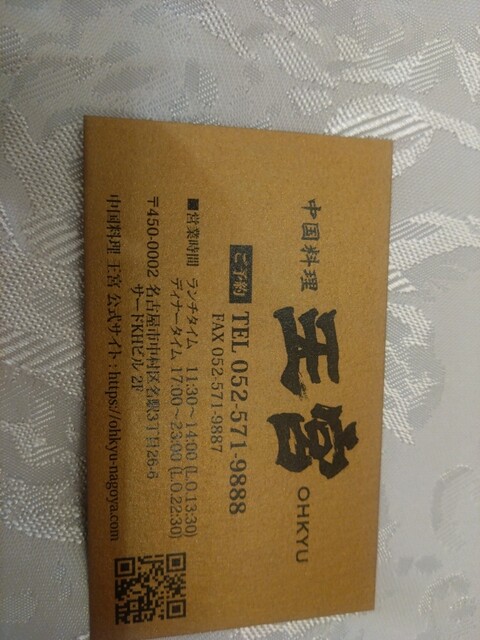 中国料理
王宮
OHKYU
ご予約 TEL 052-571-9888
FAX 052-571-9887
■営業時間 ランチタイム 11:30～14:00 (L.O.13:30)
ディナータイム 17:00～23:00 (L.O.22:30)
〒450-0002 名古屋市中村区名駅3丁目26-6
サードKHビル 2F
中国料理 王宮 公式サイト : https://ohkyu-nagoya.com